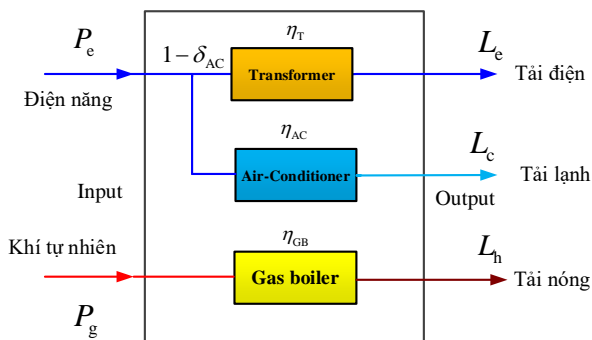 Pe
1 − δAC
ηT
Transformer
Le
Tải điện
Điện năng
ηAC
Air-Conditioner
Lc
Tải lạnh
Input
Output
Khí tự nhiên
ηGB
Gas boiler
Lh
Tải nóng
Pg